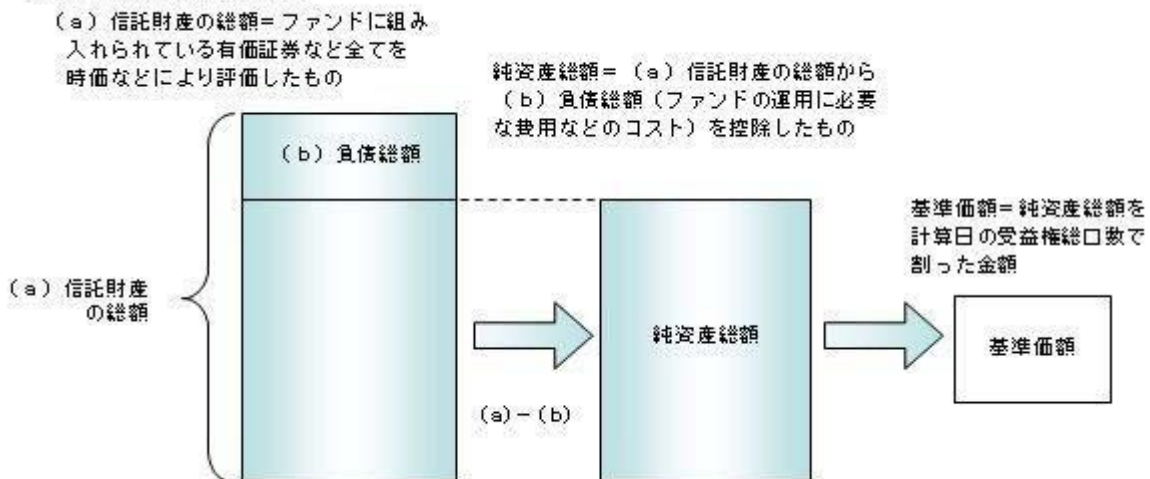 （a）信託財産の総額＝ファンドに組み
入れられている有価証券など全てを
時価などにより評価したもの
純資産総額＝（a）信託財産の総額から
（b）負債総額（ファンドの運用に必要
な費用などのコスト）を控除したもの
（b）負債総額
基準価額＝純資産総額を
計算日の受益権総口数で
割った金額
（a）信託財産
の総額
純資産総額
基準価額
(a)－(b)